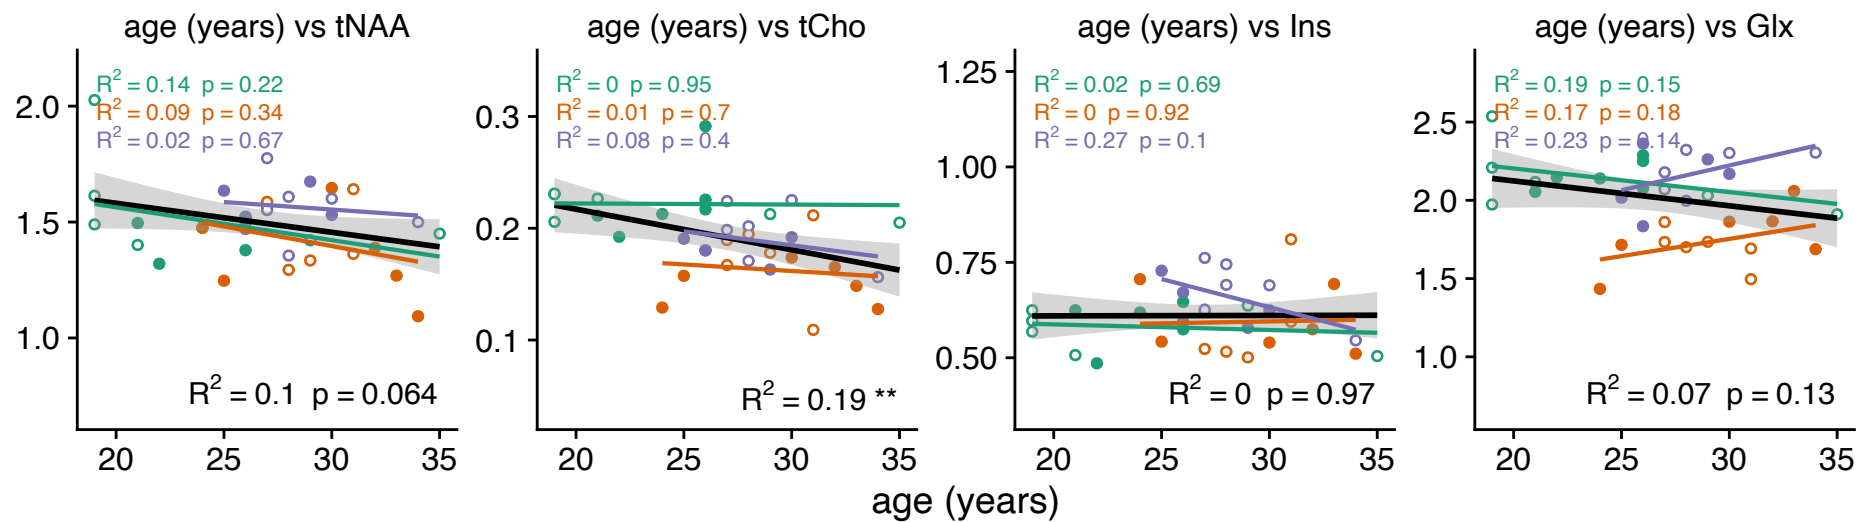 age (years) vs tNAA
R² = 0.14 p = 0.22
R² = 0.09 p = 0.34
R² = 0.02 p = 0.67
2.0
1.5
1.0
R² = 0.1 p = 0.064
20 25 30 35
age (years) vs tCho
R² = 0 p = 0.95
R² = 0.01 p = 0.7
R² = 0.08 p = 0.4
0.3
0.2
0.1
R² = 0.19 **
20 25 30 35
age (years) vs Ins
1.25
R² = 0.02 p = 0.69
R² = 0 p = 0.92
R² = 0.27 p = 0.1
1.00
0.75
0.50
R² = 0 p = 0.97
20 25 30 35
age (years) vs Glx
R² = 0.19 p = 0.15
R² = 0.17 p = 0.18
R² = 0.23 p = 0.14
2.5
2.0
1.5
1.0
R² = 0.07 p = 0.13
20 25 30 35
age (years)